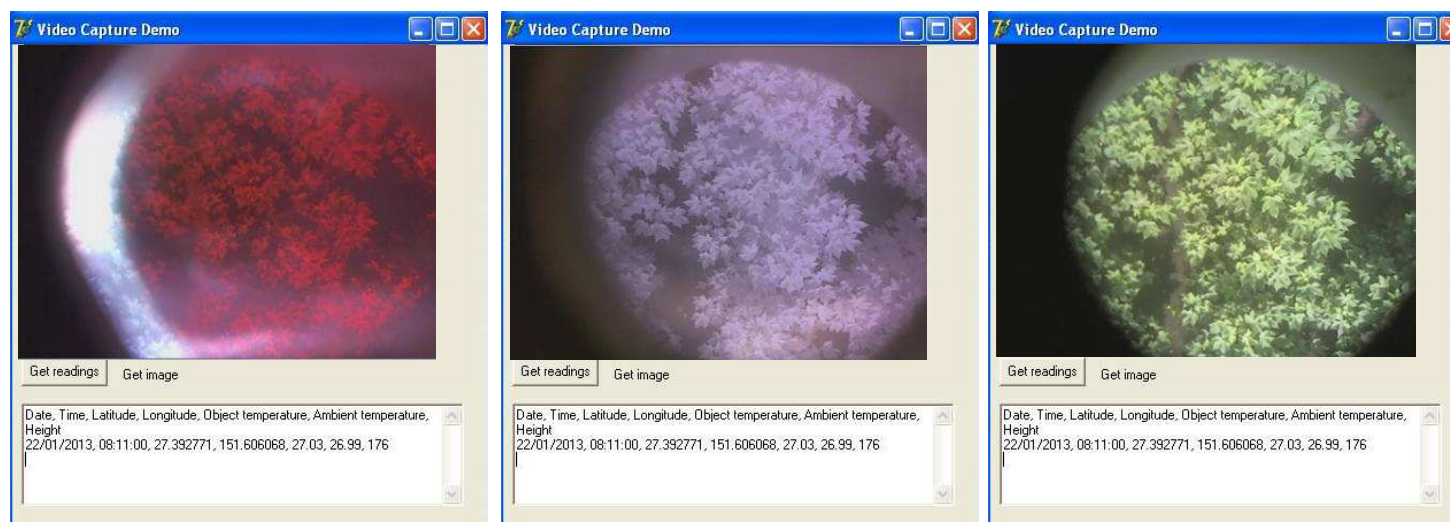 Video Capture Demo
Get readings
Get image
Date, Time, Latitude, Longitude, Object temperature, Ambient temperature,
Height
22/01/2013, 08:11:00, 27.392771, 151.606068, 27.03, 26.99, 176
Video Capture Demo
Get readings
Get image
Date, Time, Latitude, Longitude, Object temperature, Ambient temperature,
Height
22/01/2013, 08:11:00, 27.392771, 151.606068, 27.03, 26.99, 176
Video Capture Demo
Get readings
Get image
Date, Time, Latitude, Longitude, Object temperature, Ambient temperature,
Height
22/01/2013, 08:11:00, 27.392771, 151.606068, 27.03, 26.99, 176